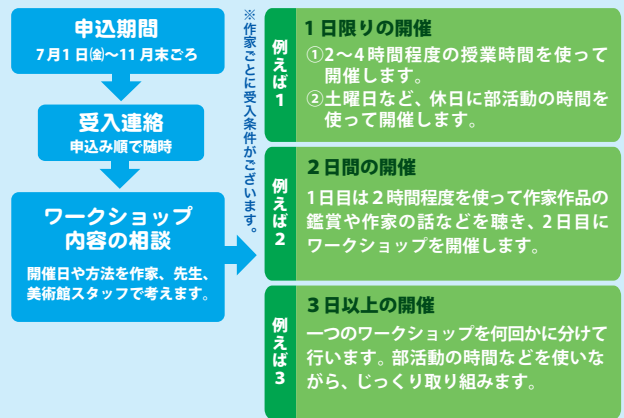 申込期間
7月1日㈮〜11月末ごろ
受入連絡
申込み順で随時
ワークショップ
内容の相談
開催日や方法を作家、先生、
美術館スタッフで考えます。
※作家ごとに受入条件がございます。
例えば1
1日限りの開催
①2〜4時間程度の授業時間を使って
開催します。
②土曜日など、休日に部活動の時間を
使って開催します。
例えば2
2日間の開催
1日目は2時間程度を使って作家作品の
鑑賞や作家の話などを聴き、2日目に
ワークショップを開催します。
例えば3
3日以上の開催
一つのワークショップを何回かに分けて
行います。部活動の時間などを使いな
がら、じっくり取り組みます。